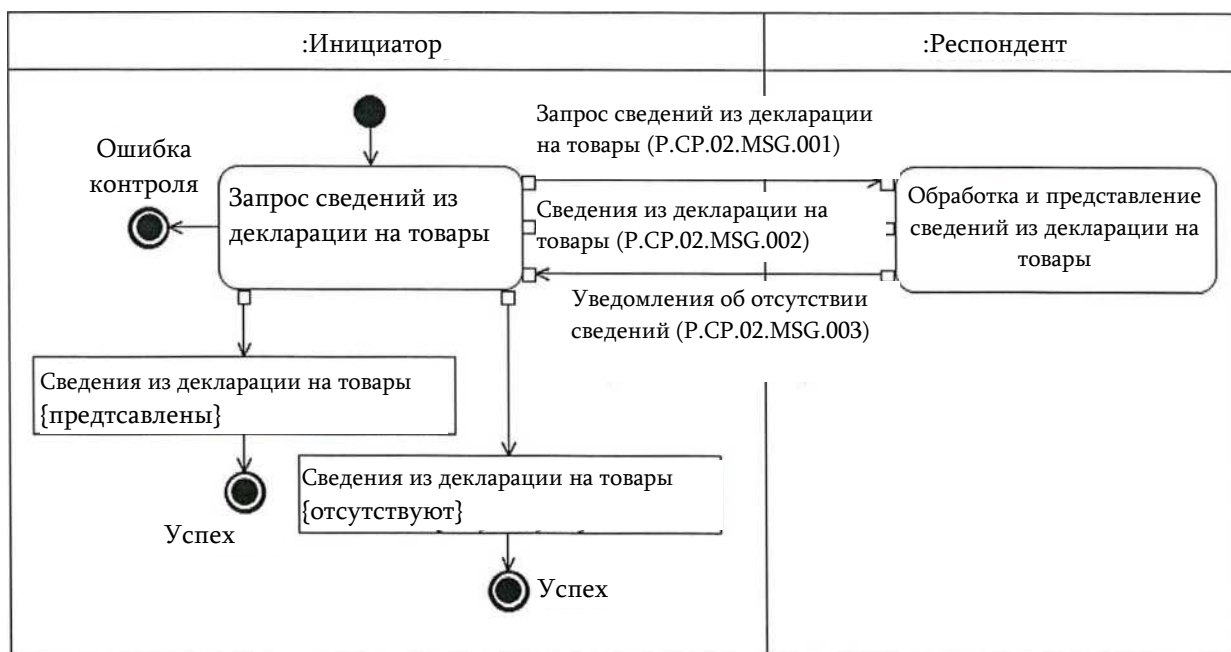 :Инициатор
:Респондент
Запрос сведений из декларации
на товары (P.CP.02.MSG.001)
Ошибка
контроля
Запрос сведений из
декларации на товары
Сведения из декларации на
товары (P.CP.02.MSG.002)
Обработка и представление
сведений из декларации на
товары
Уведомления об отсутствии
сведений (P.CP.02.MSG.003)
Сведения из декларации на товары
{предтсавлены}
Сведения из декларации на товары
{отсутствуют}
Успех
Успех